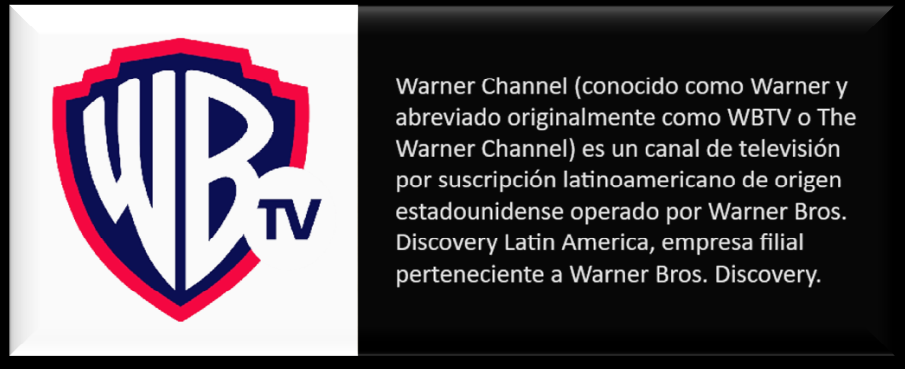 WB
TV
Warner Channel (conocido como Warner y
abreviado originalmente como WBTV o The
Warner Channel) es un canal de televisión
por suscripción latinoamericano de origen
estadounidense operado por Warner Bros.
Discovery Latin America, empresa filial
perteneciente a Warner Bros. Discovery.